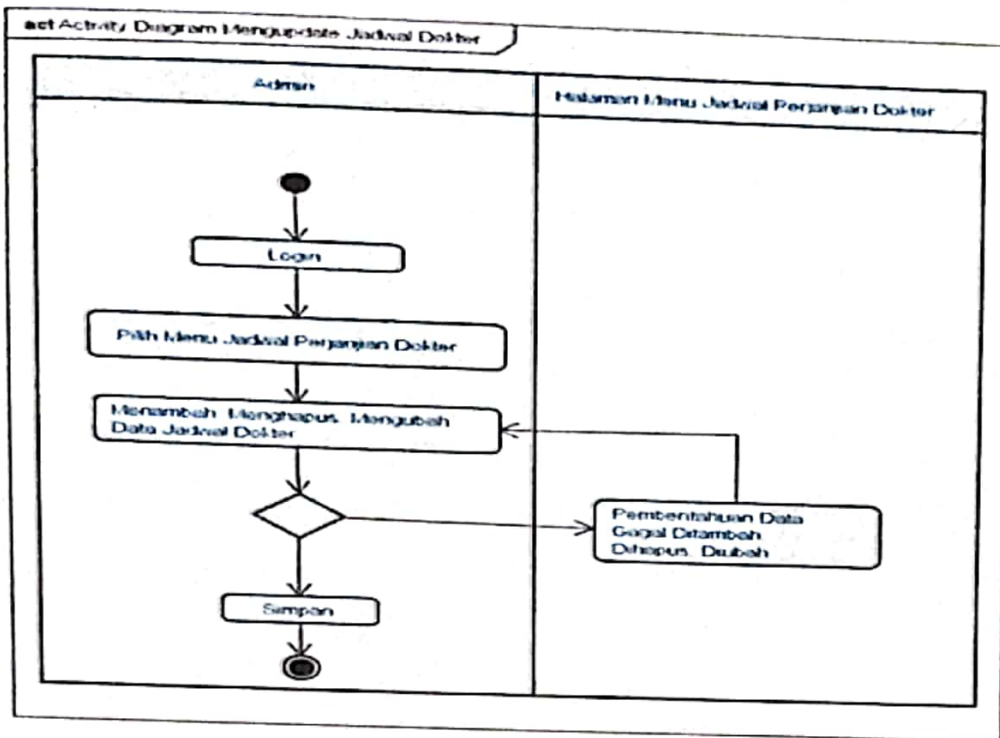 act Activity Diagram Mengupdate Jadwal Dokter
Admin
Halaman Menu Jadwal Perjanjian Dokter
Login
Pilih Menu Jadwal Perjanjian Dokter
Menambah Menghapus Mengubah
Data Jadwal Dokter
Pemberitahuan Data
Gagal Ditambah
Dihapus Diubah
Simpan